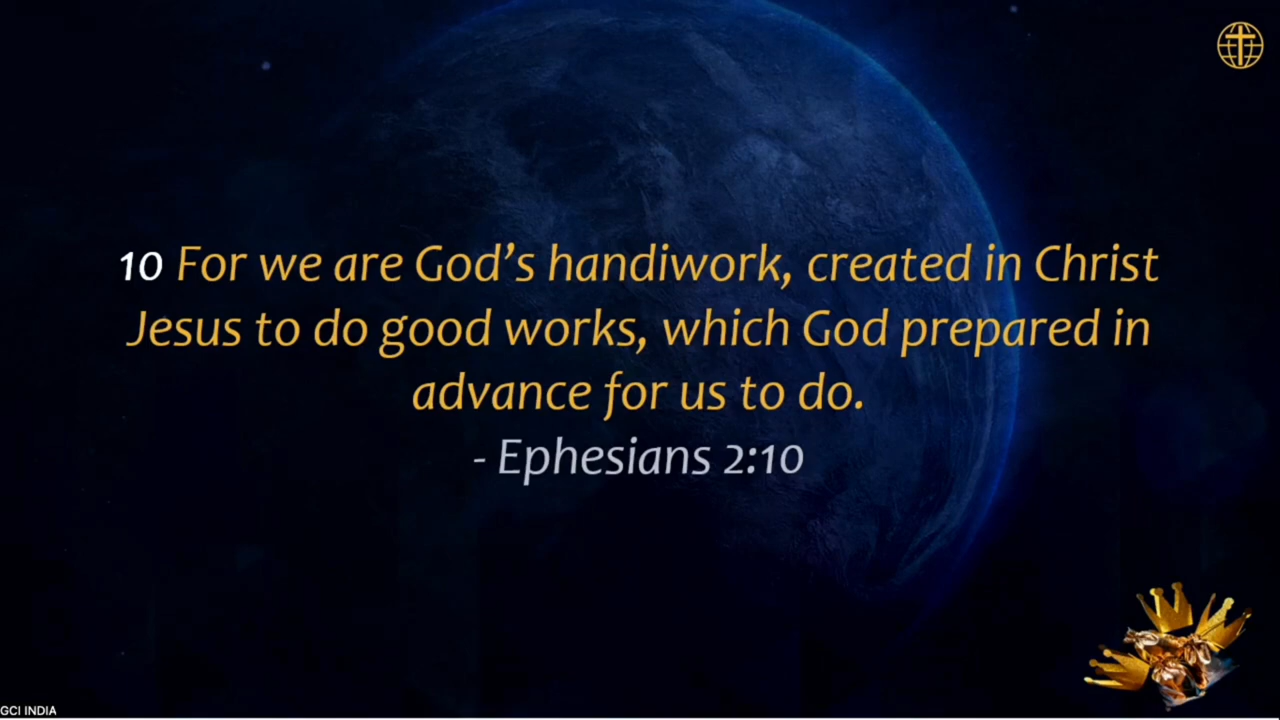 10 For we are God’s handiwork, created in Christ
Jesus to do good works, which God prepared in
advance for us to do.
- Ephesians 2:10
GCI INDIA